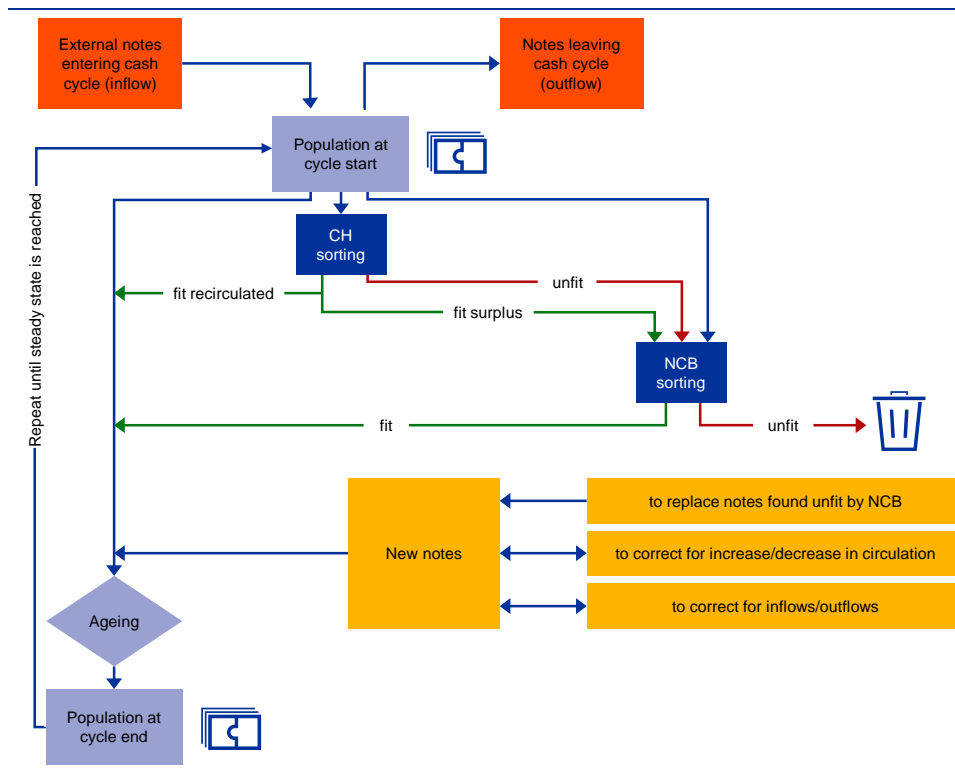 External notes
entering cash
cycle (inflow)
Notes leaving
cash cycle
(outflow)
Population at
cycle start
CH
sorting
fit recirculated
unfit
fit surplus
NCB
sorting
fit
unfit
Repeat until steady state is reached
New notes
to replace notes found unfit by NCB
to correct for increase/decrease in circulation
to correct for inflows/outflows
Ageing
Population at
cycle end